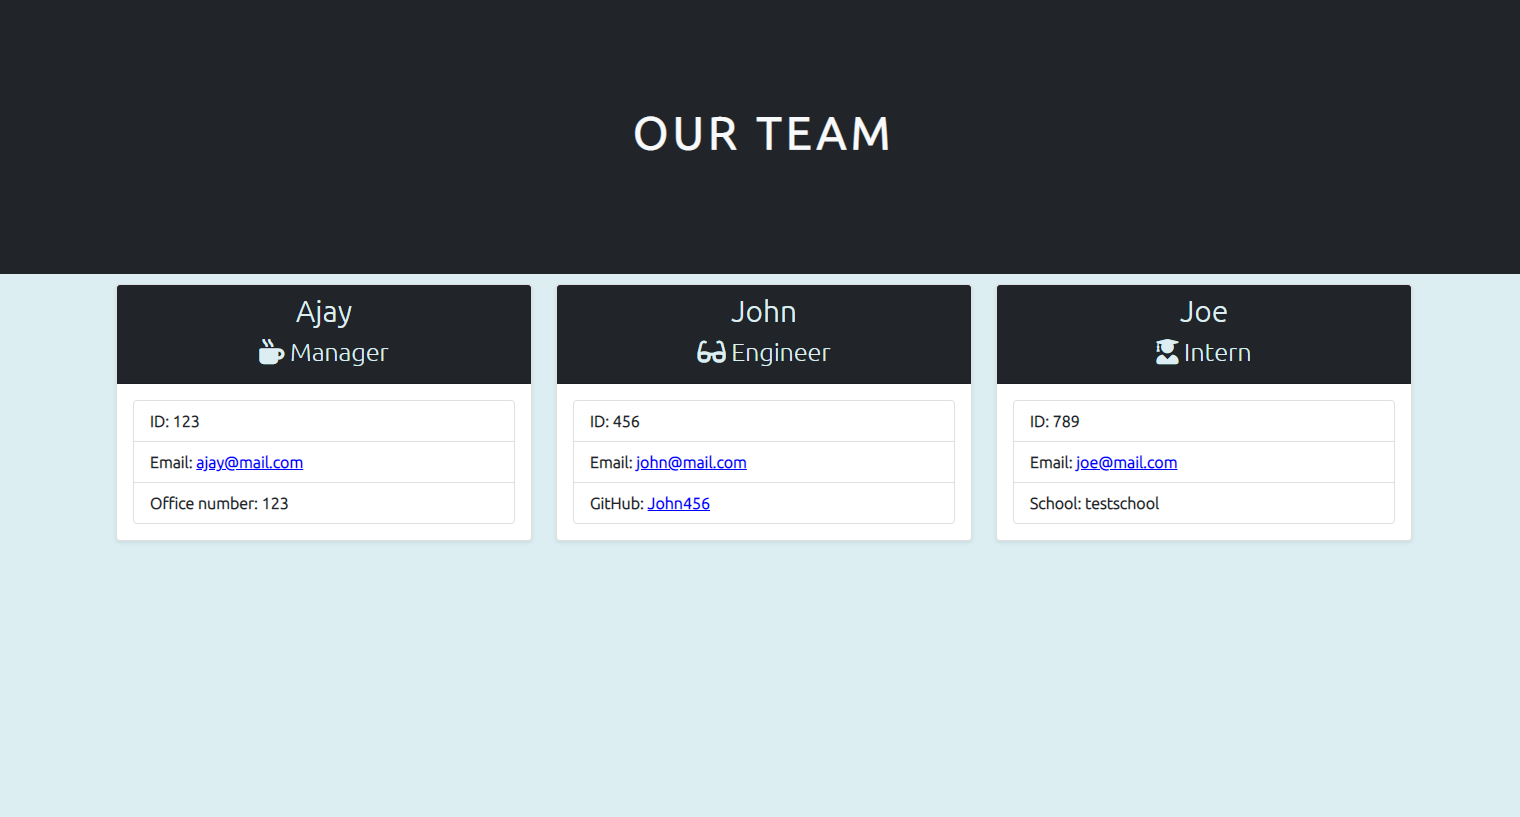 OUR TEAM
Ajay
Manager
ID: 123
Email: ajay@mail.com
Office number: 123
John
Engineer
ID: 456
Email: john@mail.com
GitHub: John456
Joe
Intern
ID: 789
Email: joe@mail.com
School: testschool